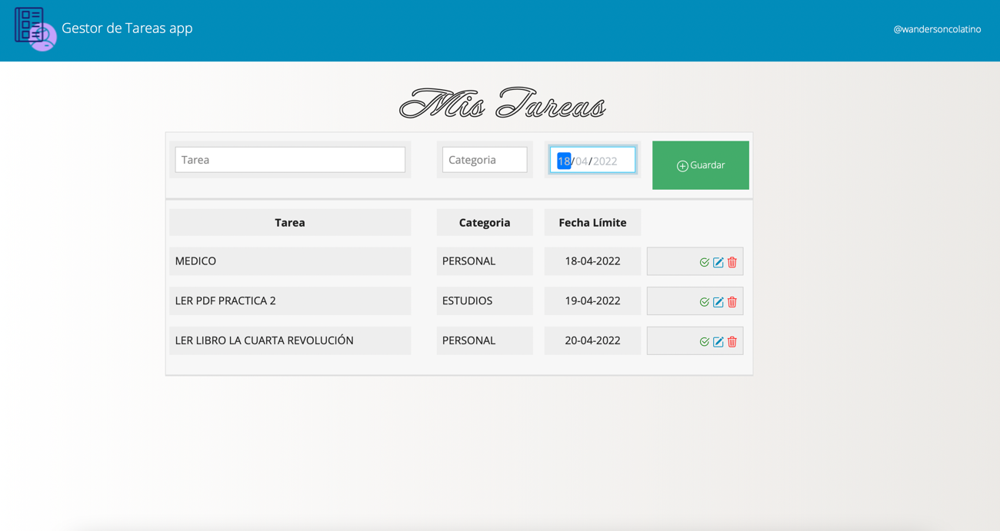 Gestor de Tareas app
@wandersoncolatino
Mis Tareas
Tarea Categoria 18/04/2022 Guardar
Tarea Categoria Fecha Límite
MEDICO PERSONAL 18-04-2022
LER PDF PRACTICA 2 ESTUDIOS 19-04-2022
LER LIBRO LA CUARTA REVOLUCIÓN PERSONAL 20-04-2022